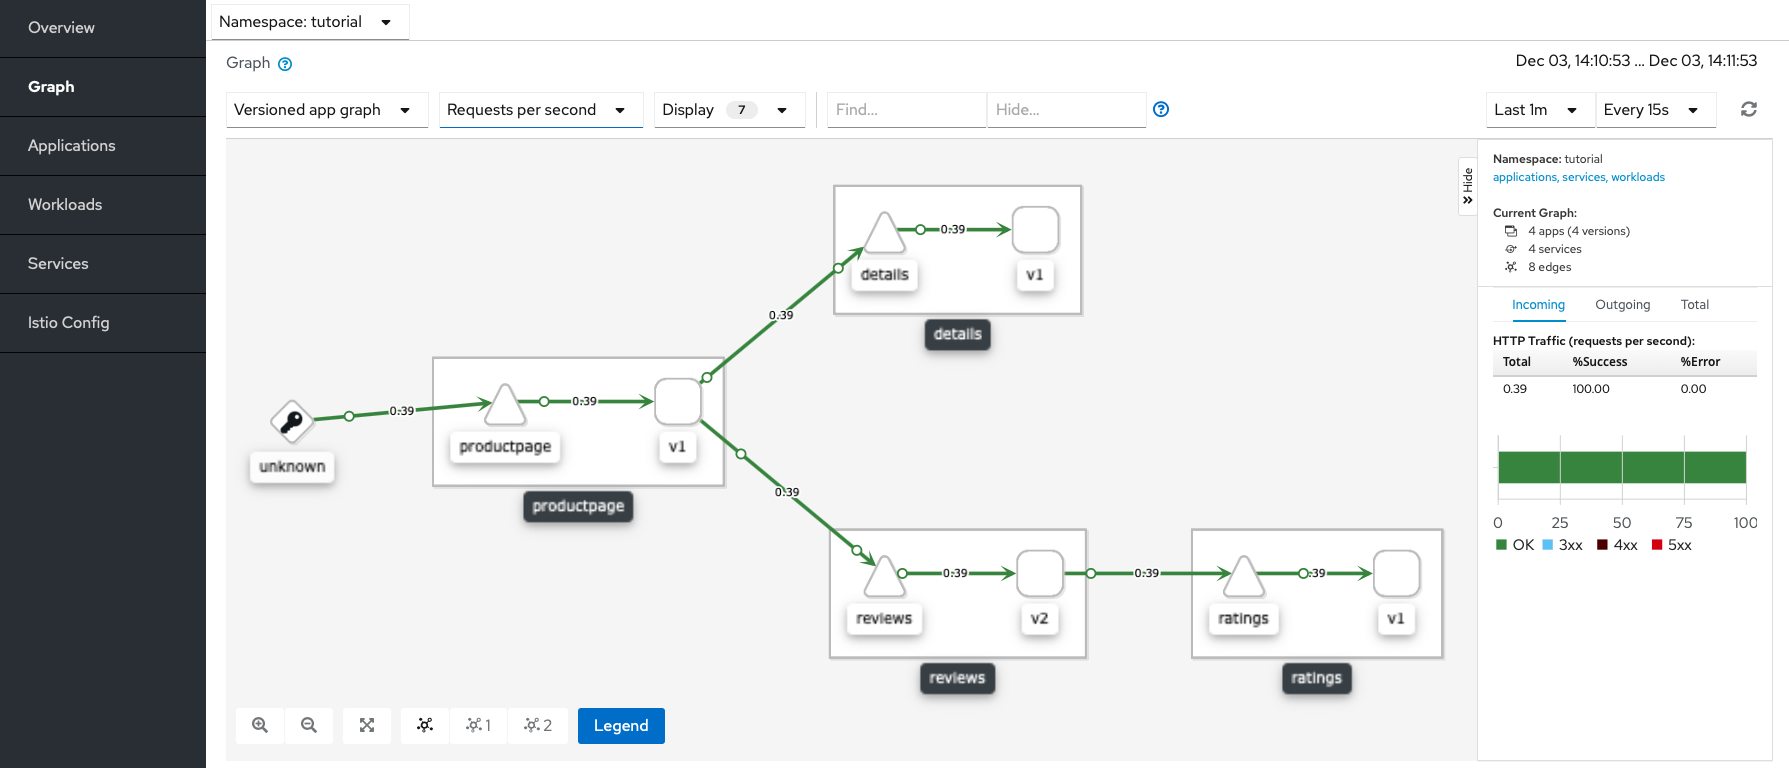 Overview
Graph
Applications
Workloads
Services
Istio Config
Namespace: tutorial
Graph
Dec 03, 14:10:53 ... Dec 03, 14:11:53
Versioned app graph
Requests per second
Display 7
Find...
Hide...
Last 1m
Every 15s
Hide
0.39
details
v1
details
0.39
0.39
0.39
unknown
productpage
v1
productpage
0.39
0.39
reviews
v2
reviews
0.39
.39
ratings
v1
ratings
1
2
Legend
Namespace: tutorial
applications, services, workloads
Current Graph:
4 apps (4 versions)
4 services
8 edges
Incoming Outgoing Total
HTTP Traffic (requests per second):
Total %Success %Error
0.39 100.00 0.00
0 25 50 75 100
OK 3xx 4xx 5xx